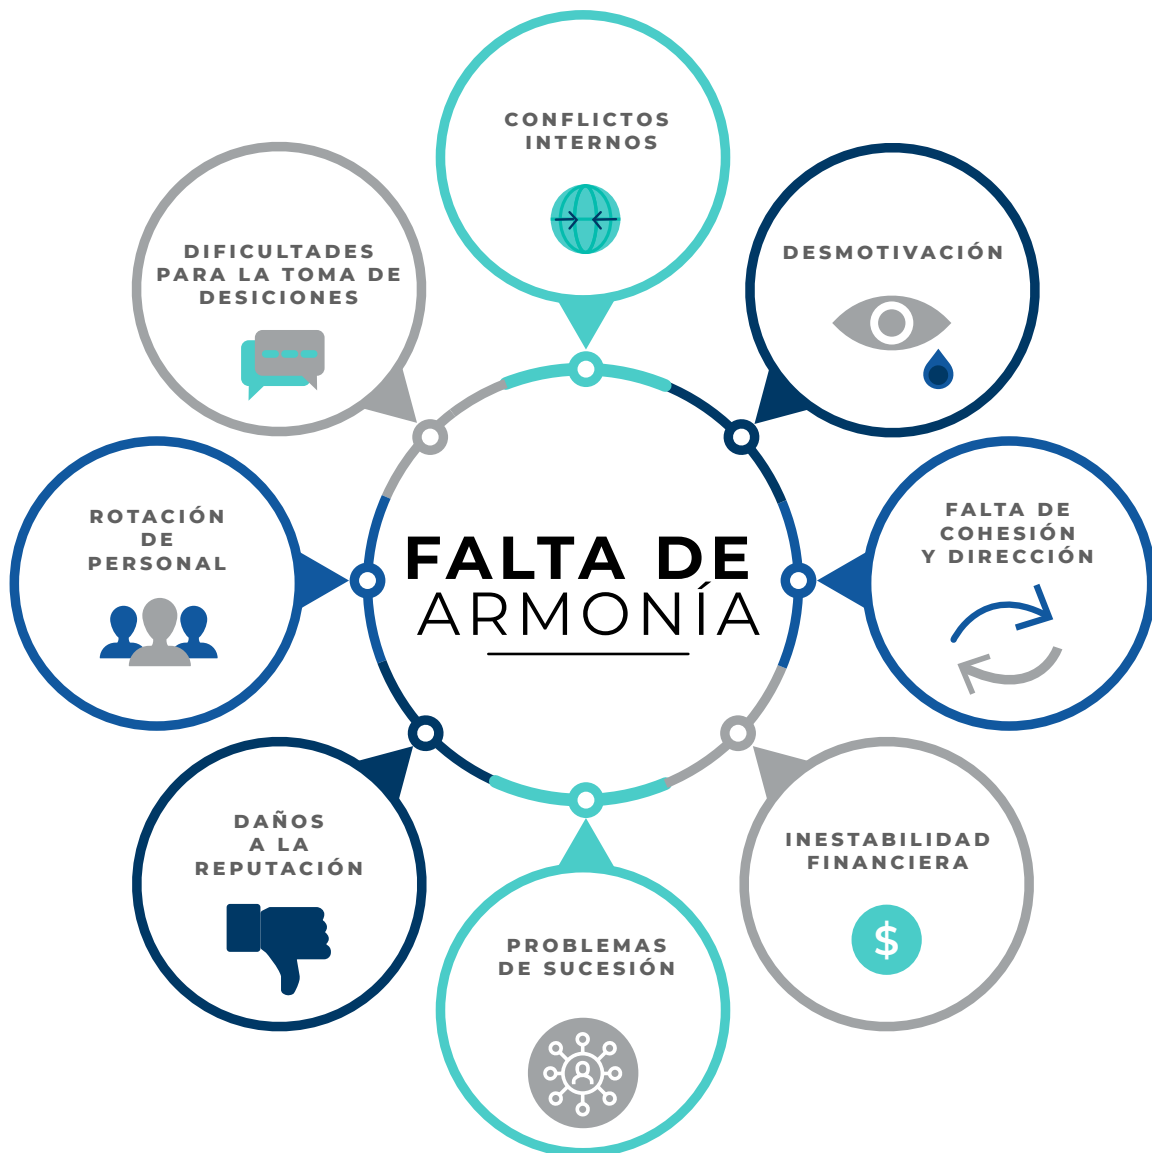 CONFLICTOS
INTERNOS
DESMOTIVACIÓN
FALTA DE
COHESIÓN
Y DIRECCIÓN
INESTABILIDAD
FINANCIERA
$
PROBLEMAS
DE SUCESIÓN
DAÑOS
A LA
REPUTACIÓN
ROTACIÓN
DE
PERSONAL
DIFICULTADES
PARA LA TOMA DE
DESICIONES
FALTA DE
ARMONÍA